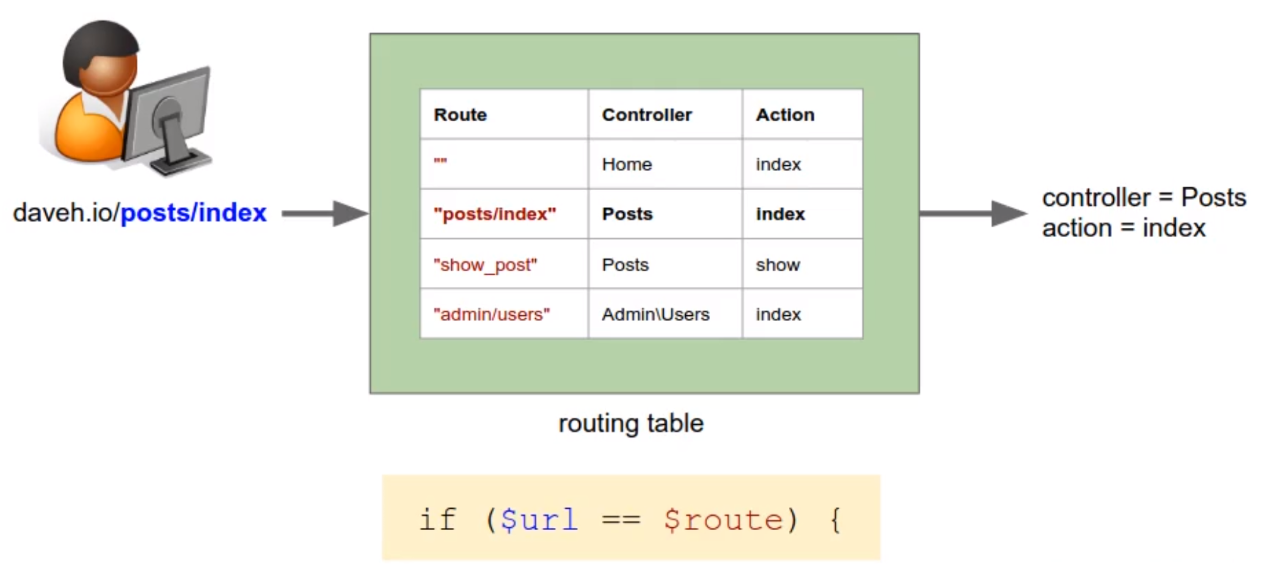 daveh.io/posts/index
Route Controller Action
"" Home index
"posts/index" Posts index
"show_post" Posts show
"admin/users" Admin\Users index
controller = Posts
action = index
routing table
if ($url == $route) {